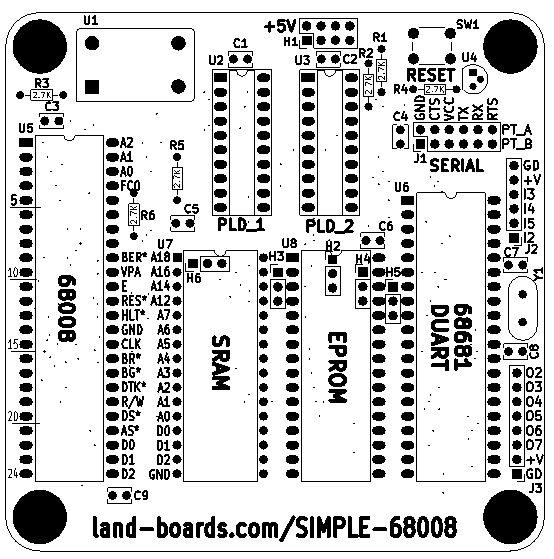 U1
+5V
H1
SW1
C1
R1
R2
U2
U3
C2
U4
RESET
R3
2.7K
2.7K
2.7K
R4
2.7K
C3
GND
CTS
VCC
TX
RX
RTS
C4
PT_A
PT_B
J1
SERIAL
U5
R5
2.7K
R6
2.7K
C5
PLD_1
PLD_2
U6
GD
+V
I3
I4
I5
I2
J2
A2
A1
A0
FC0
5
10
15
20
24
BER*
VPA
E
RES*
HLT*
GND
CLK
BR*
BG*
DTK*
R/W
DS*
AS*
D0
D1
D2
68008
U7
A18
A16
A14
A12
A7
A6
A5
A4
A3
A2
A1
A0
D0
D1
D2
GND
H6
SRAM
H3
U8
H2
H4
H5
C6
EPROM
68681
DUART
C7
Y1
C8
O2
O3
O4
O5
O6
O7
+V
GD
J3
C9
land-boards.com/SIMPLE-68008